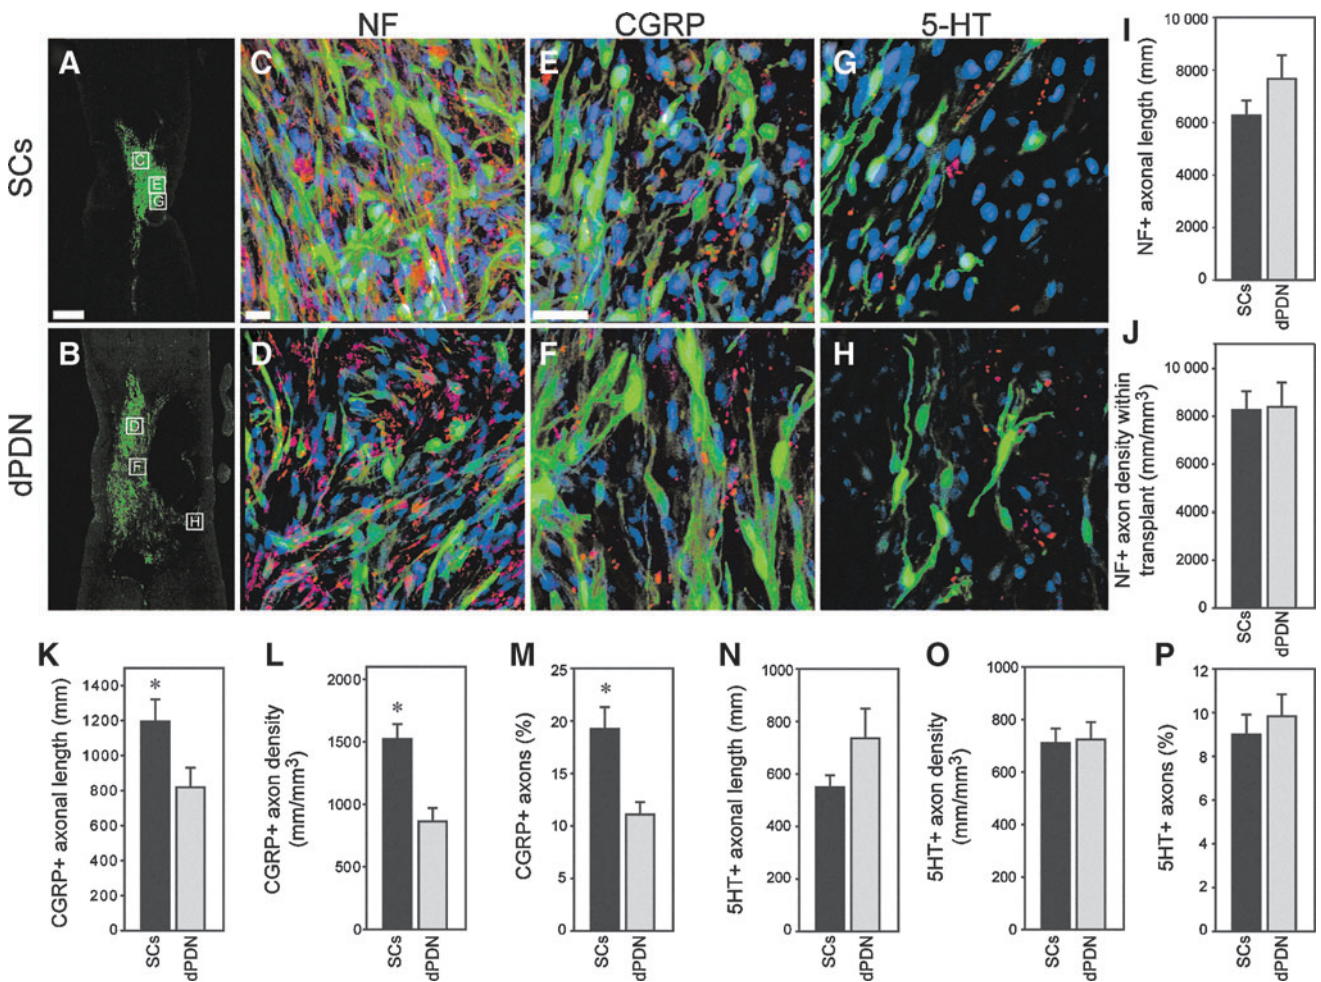 NF
CGRP
5-HT
SCs
dPDN
A
C
E
G
B
D
F
H
C
E
G
D
F
H
I
NF+ axonal length (mm)
10 000
8000
6000
4000
2000
0
SCs
dPDN
J
NF+ axon density within
transplant (mm/mm3)
10 000
8000
6000
4000
2000
0
SCs
dPDN
K
CGRP+ axonal length (mm)
1400
1200
1000
800
600
400
200
0
*
SCs
dPDN
L
CGRP+ axon density
(mm/mm3)
2000
1500
1000
500
0
*
SCs
dPDN
M
CGRP+ axons (%)
25
20
15
10
5
0
*
SCs
dPDN
N
5HT+ axonal length (mm)
1000
800
600
400
200
0
SCs
dPDN
O
5HT+ axon density
(mm/mm3)
1000
800
600
400
200
0
SCs
dPDN
P
5HT+ axons (%)
12
10
8
6
4
2
0
SCs
dPDN